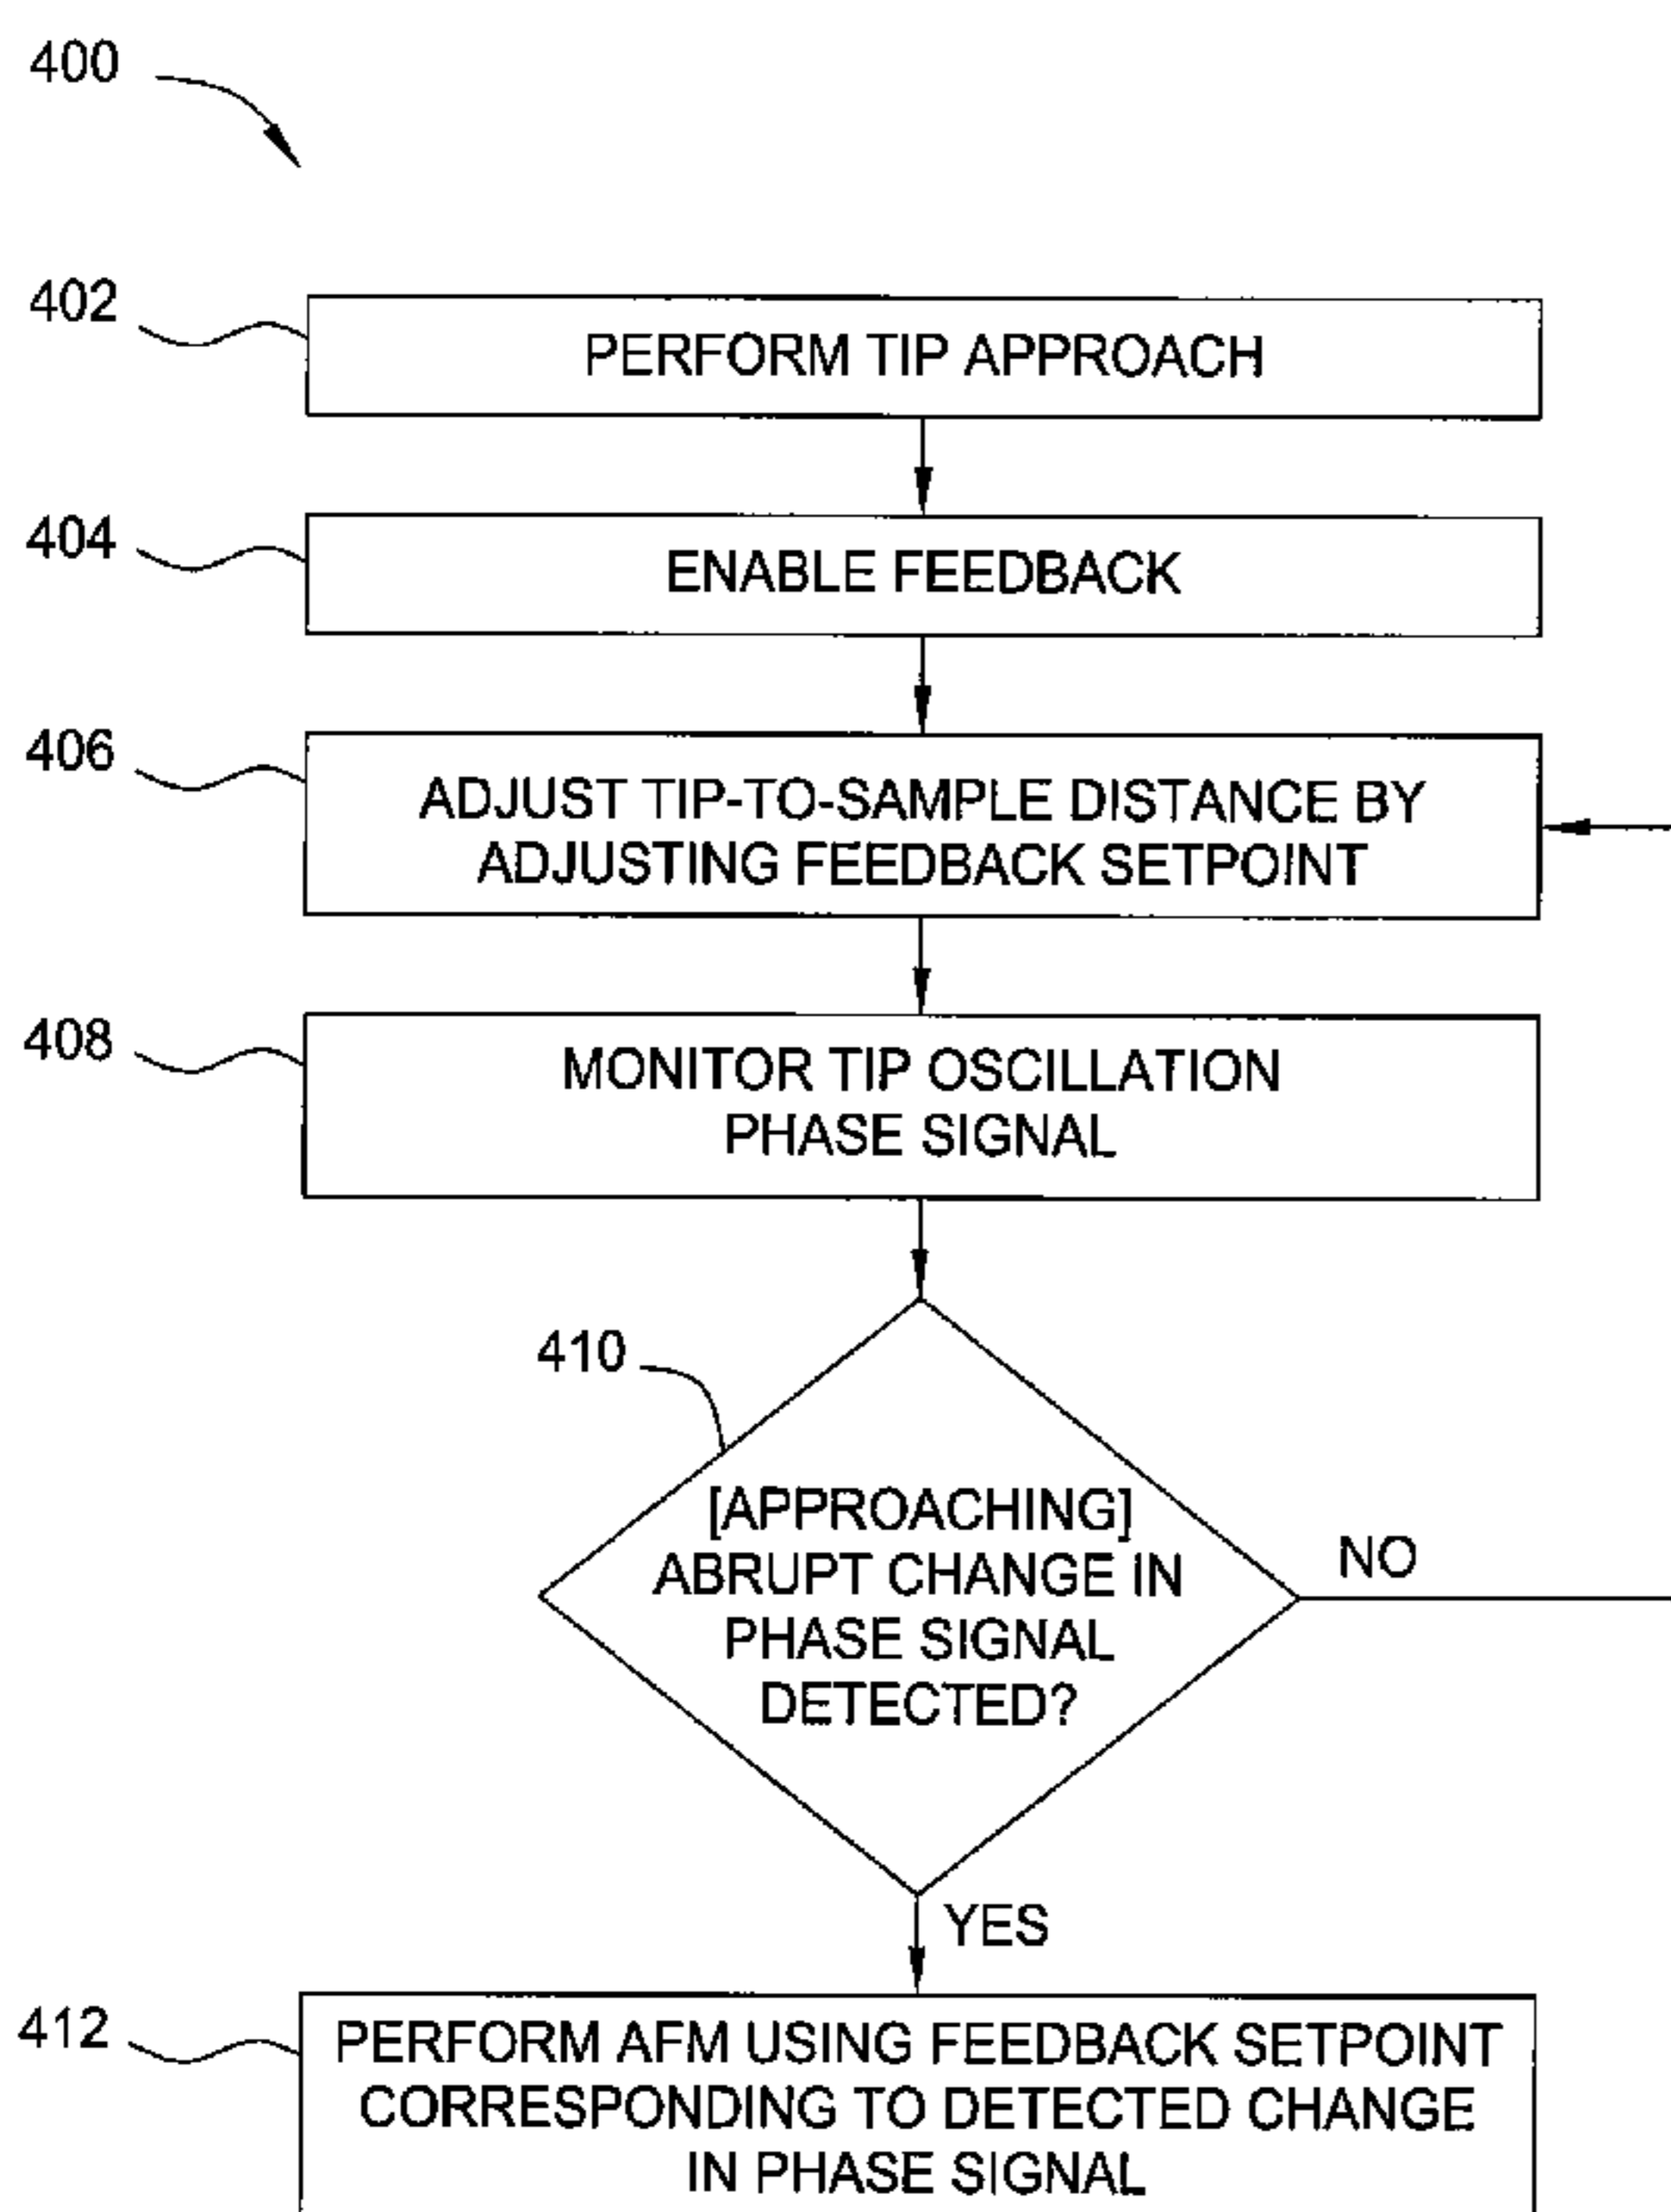 400
402
PERFORM TIP APPROACH
404
ENABLE FEEDBACK
406
ADJUST TIP-TO-SAMPLE DISTANCE BY
ADJUSTING FEEDBACK SETPOINT
408
MONITOR TIP OSCILLATION
PHASE SIGNAL
410
[APPROACHING]
ABRUPT CHANGE IN
PHASE SIGNAL
DETECTED?
NO
YES
412
PERFORM AFM USING FEEDBACK SETPOINT
CORRESPONDING TO DETECTED CHANGE
IN PHASE SIGNAL